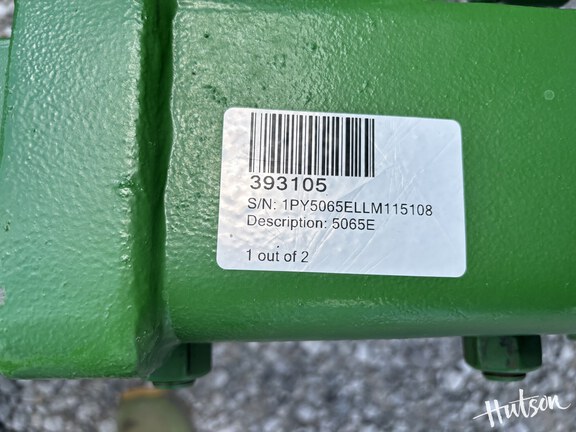 393105
S/N: 1PY5065ELLM115108
Description: 5065E
1 out of 2
Hutson